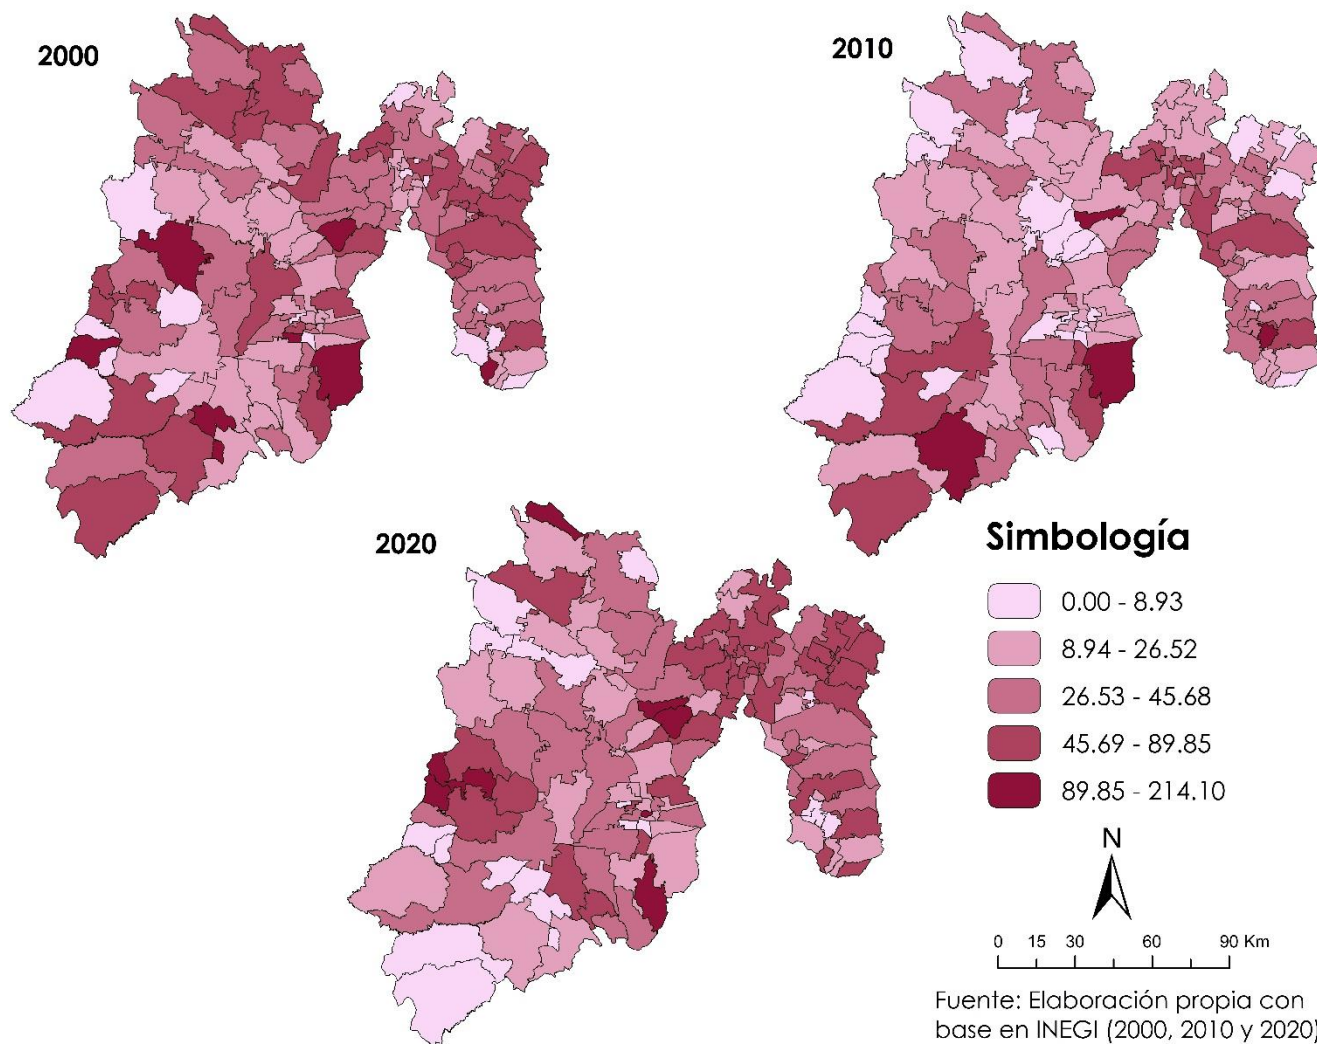 2000
2010
2020
Simbología
0.00 - 8.93
8.94 - 26.52
26.53 - 45.68
45.69 - 89.85
89.85 - 214.10
N
0 15 30 60 90 Km
Fuente: Elaboración propia con
base en INEGI (2000, 2010 y 2020)